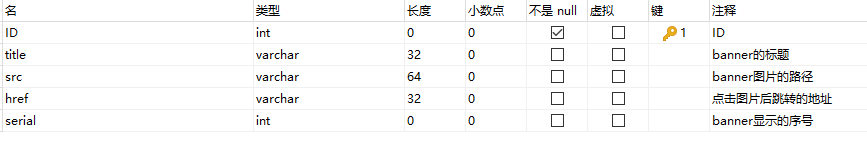 名 类型 长度 小数点 不是 null 虚拟 键 注释
ID int 0 0 1 ID
title varchar 32 0 banner的标题
src varchar 64 0 banner图片的路径
href varchar 32 0 点击图片后跳转的地址
serial int 0 0 banner显示的序号